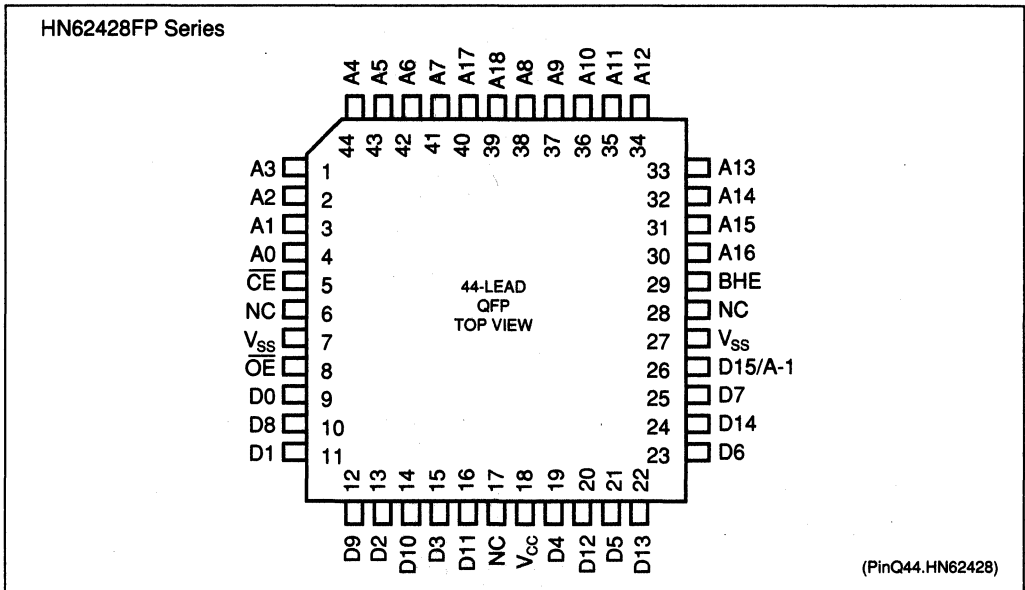 HN62428FP Series
A4 A5 A6 A7 A17 A18 A8 A9 A10 A11 A12
44 43 42 41 40 39 38 37 36 35 34
A3 1 33 A13
A2 2 32 A14
A1 3 31 A15
A0 4 30 A16
C̅E̅ 5 29 BHE
NC 6 28 NC
VSS 7 27 VSS
O̅E̅ 8 26 D15/A-1
D0 9 25 D7
D8 10 24 D14
D1 11 23 D6
44-LEAD
QFP
TOP VIEW
12 13 14 15 16 17 18 19 20 21 22
D9 D2 D10 D3 D11 NC VCC D4 D12 D5 D13
(PinQ44.HN62428)